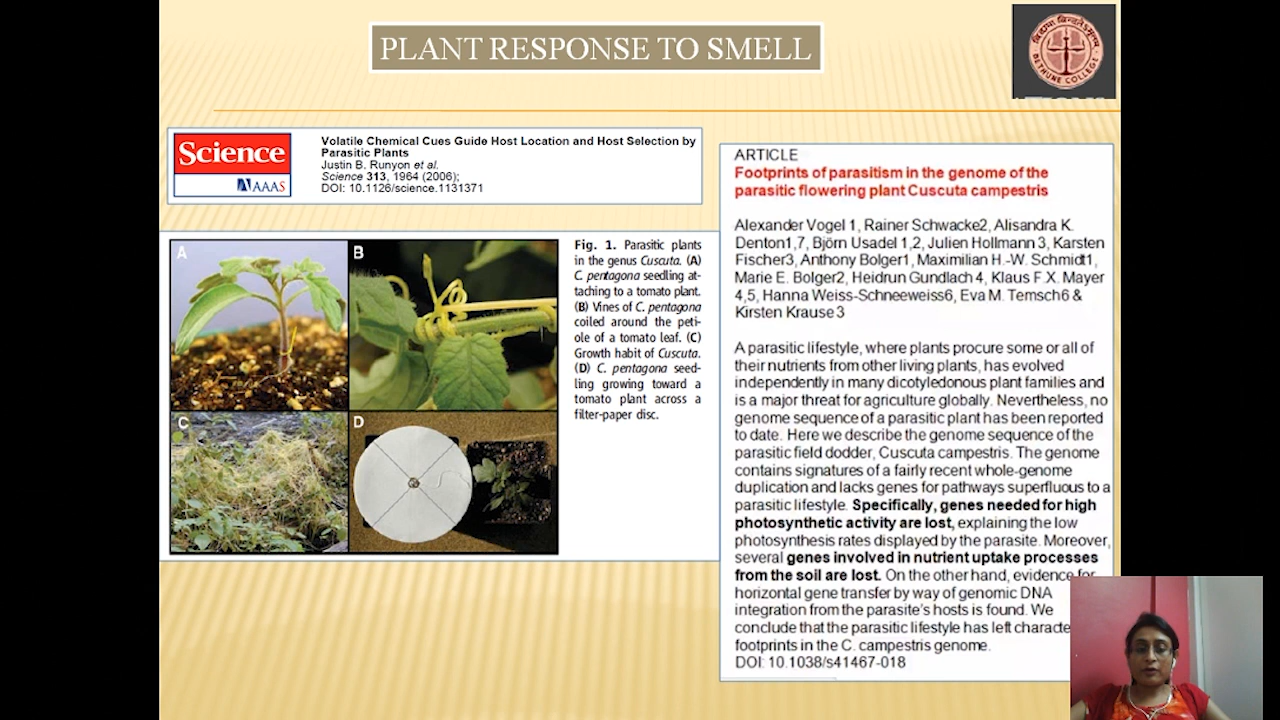 PLANT RESPONSE TO SMELL
BETHUNE COLLEGE
Science
AAAS
Volatile Chemical Cues Guide Host Location and Host Selection by
Parasitic Plants
Justin B. Runyon et al.
Science 313, 1964 (2006);
DOI: 10.1126/science.1131371
A
B
C
D
Fig. 1. Parasitic plants
in the genus Cuscuta. (A)
C. pentagona seedling at-
taching to a tomato plant.
(B) Vines of C. pentagona
coiled around the peti-
ole of a tomato leaf. (C)
Growth habit of Cuscuta.
(D) C. pentagona seed-
ling growing toward a
tomato plant across a
filter-paper disc.
ARTICLE
Footprints of parasitism in the genome of the
parasitic flowering plant Cuscuta campestris
Alexander Vogel 1, Rainer Schwacke2, Alisandra K.
Denton1,7, Björn Usadel 1,2, Julien Hollmann 3, Karsten
Fischer3, Anthony Bolger1, Maximilian H.-W. Schmidt1,
Marie E. Bolger2, Heidrun Gundlach 4, Klaus F.X. Mayer
4,5, Hanna Weiss-Schneeweiss6, Eva M. Temsch6 &
Kirsten Krause 3
A parasitic lifestyle, where plants procure some or all of
their nutrients from other living plants, has evolved
independently in many dicotyledonous plant families and
is a major threat for agriculture globally. Nevertheless, no
genome sequence of a parasitic plant has been reported
to date. Here we describe the genome sequence of the
parasitic field dodder, Cuscuta campestris. The genome
contains signatures of a fairly recent whole-genome
duplication and lacks genes for pathways superfluous to a
parasitic lifestyle. Specifically, genes needed for high
photosynthetic activity are lost, explaining the low
photosynthesis rates displayed by the parasite. Moreover,
several genes involved in nutrient uptake processes
from the soil are lost. On the other hand, evidence for
horizontal gene transfer by way of genomic DNA
integration from the parasite's hosts is found. We
conclude that the parasitic lifestyle has left characte
footprints in the C. campestris genome.
DOI: 10.1038/s41467-018